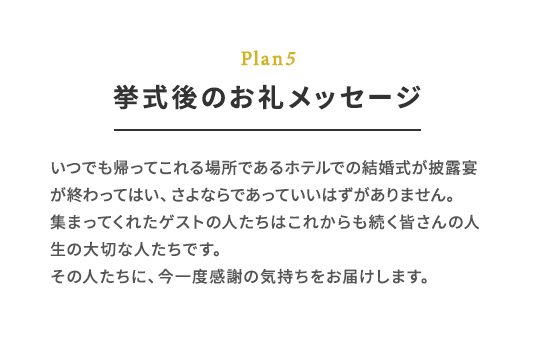 Plan5
挙式後のお礼メッセージ
いつでも帰ってこれる場所であるホテルでの結婚式が披露宴
が終わってはい、さよならであっていいはずがありません。
集まってくれたゲストの人たちはこれからも続く皆さんの人
生の大切な人たちです。
その人たちに、今一度感謝の気持ちをお届けします。